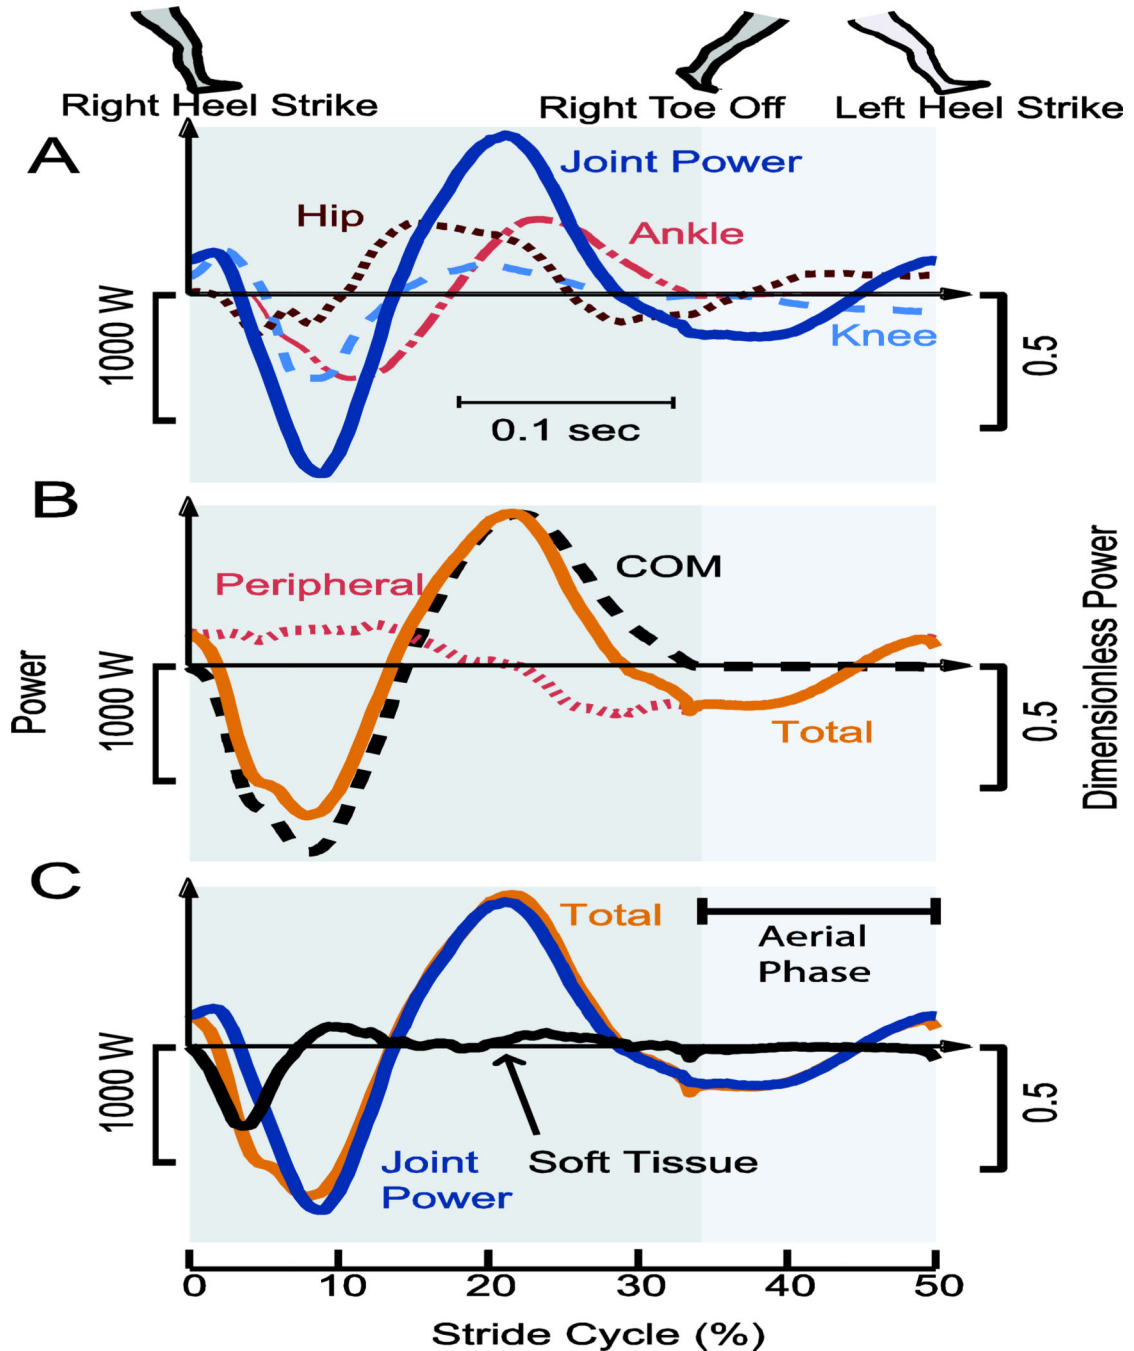 Right Heel Strike
Right Toe Off
Left Heel Strike
A
Joint Power
Hip
Ankle
Knee
1000 W
0.5
0.1 sec
B
COM
Peripheral
Total
Power
1000 W
0.5
Dimensionless Power
C
Total
Aerial
Phase
1000 W
0.5
Joint
Power
Soft Tissue
0 10 20 30 40 50
Stride Cycle (%)